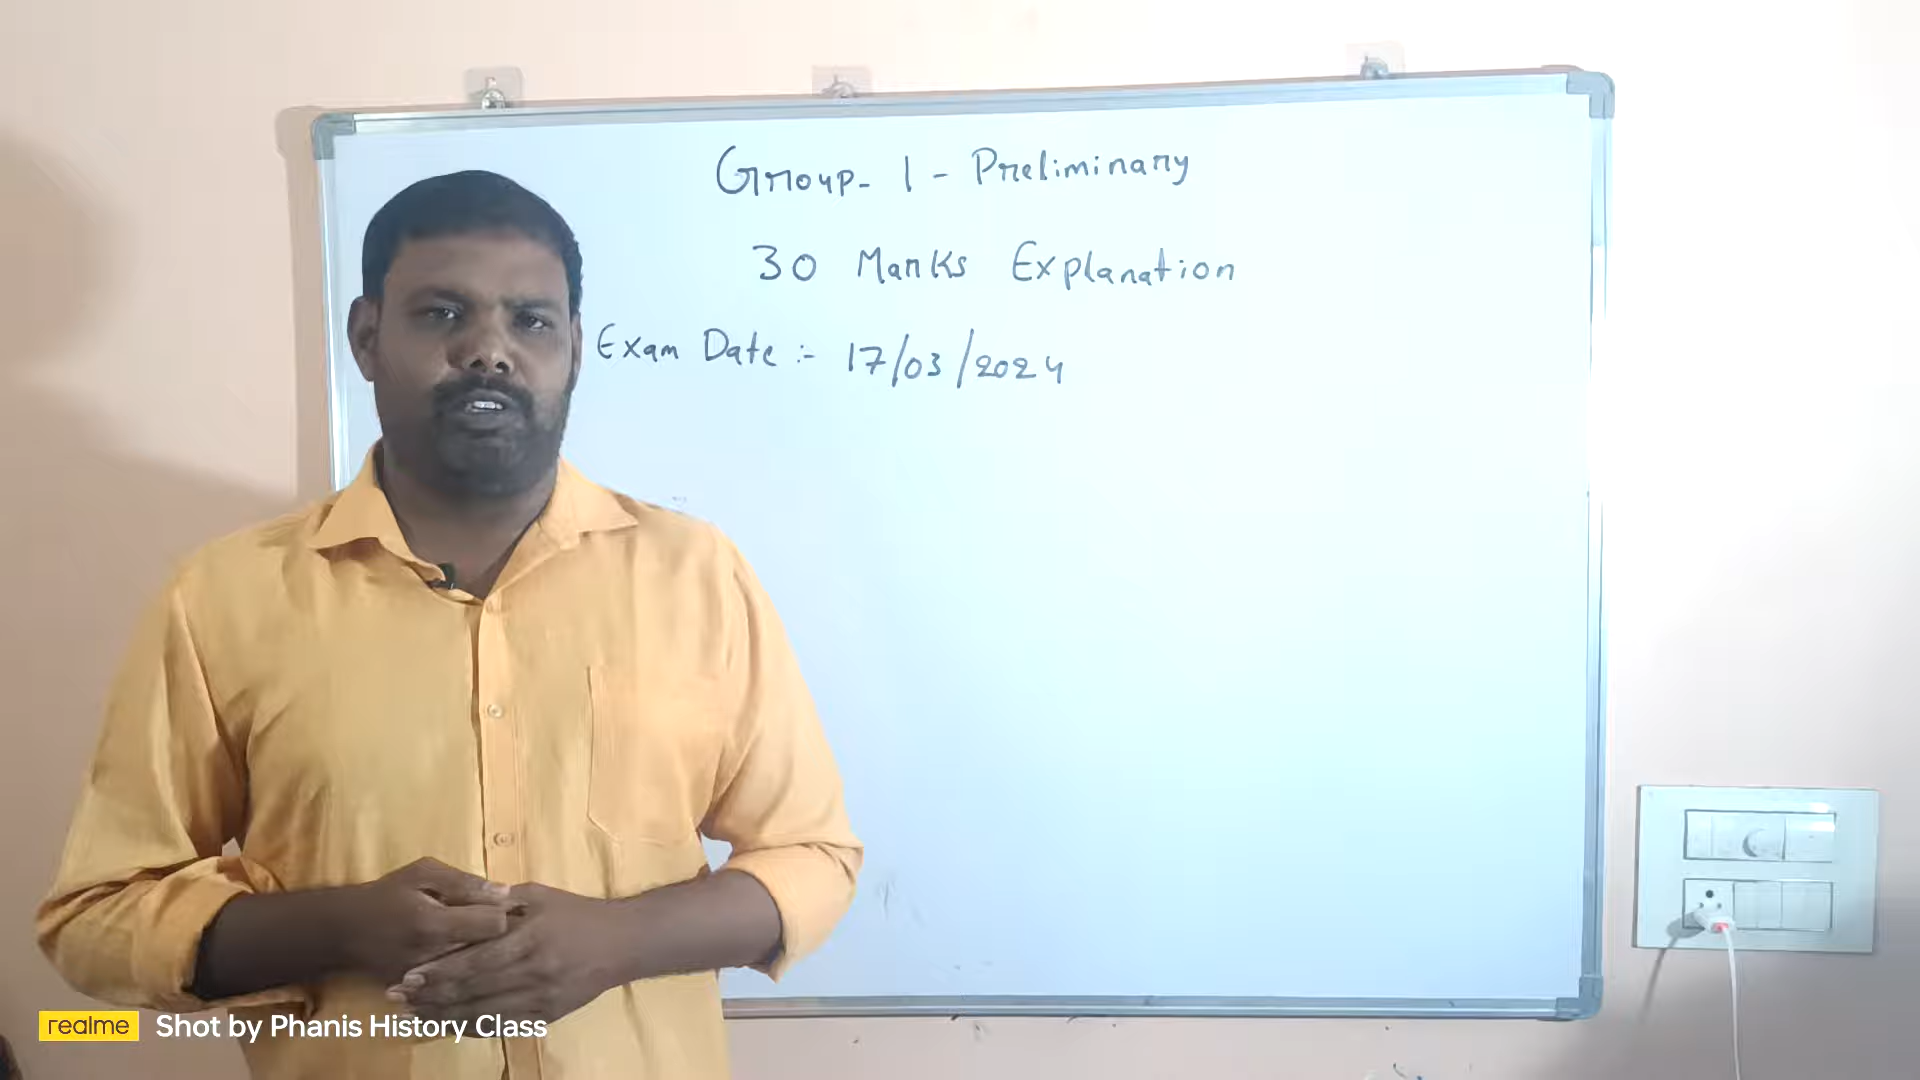 Group- 1 - Preliminary
30 Marks Explanation
Exam Date :- 17/03/2024
realme Shot by Phanis History Class